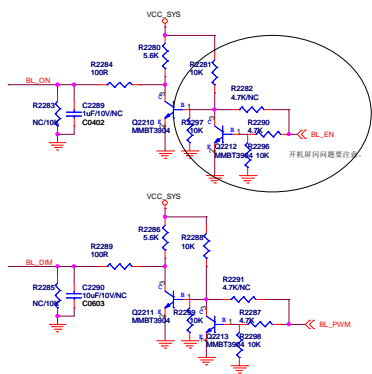 VCC_SYS
R2280
5.6K
R2281
10K
R2284
100R
R2282
4.7K/NC
BL_ON
R2283
NC/10K
C2289
1uF/10V/NC
C0402
R2297
10K
R2290
4.7K
BL_EN
Q2210
MMBT3904
Q2212
MMBT3904
R2296
10K
开机屏闪问题要注意。
VCC_SYS
R2286
5.6K
R2288
10K
R2289
100R
R2291
4.7K/NC
BL_DIM
R2285
NC/10K
C2290
10uF/10V/NC
C0603
R2299
10K
R2287
4.7K
BL_PWM
Q2211
MMBT3904
Q2213
MMBT3904
R2298
10K